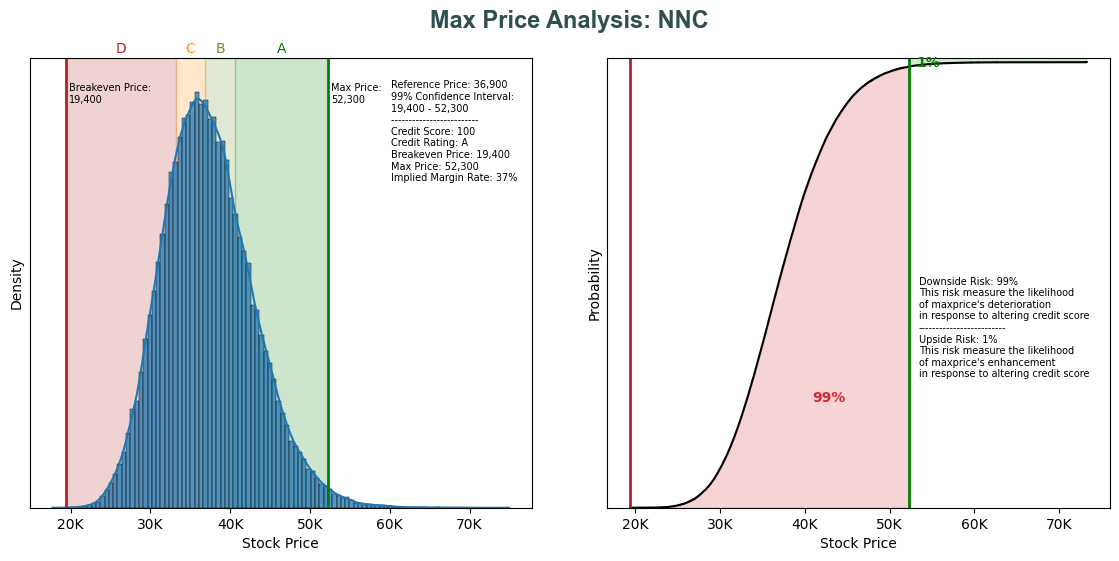 Max Price Analysis: NNC
D
C
B
A
Breakeven Price:
19,400
Max Price:
52,300
Reference Price: 36,900
99% Confidence Interval:
19,400 - 52,300
-------------------------
Credit Score: 100
Credit Rating: A
Breakeven Price: 19,400
Max Price: 52,300
Implied Margin Rate: 37%
Density
20K
30K
40K
50K
60K
70K
Stock Price
1%
Downside Risk: 99%
This risk measure the likelihood
of maxprice's deterioration
in response to altering credit score
-------------------------
Upside Risk: 1%
This risk measure the likelihood
of maxprice's enhancement
in response to altering credit score
99%
Probability
20K
30K
40K
50K
60K
70K
Stock Price